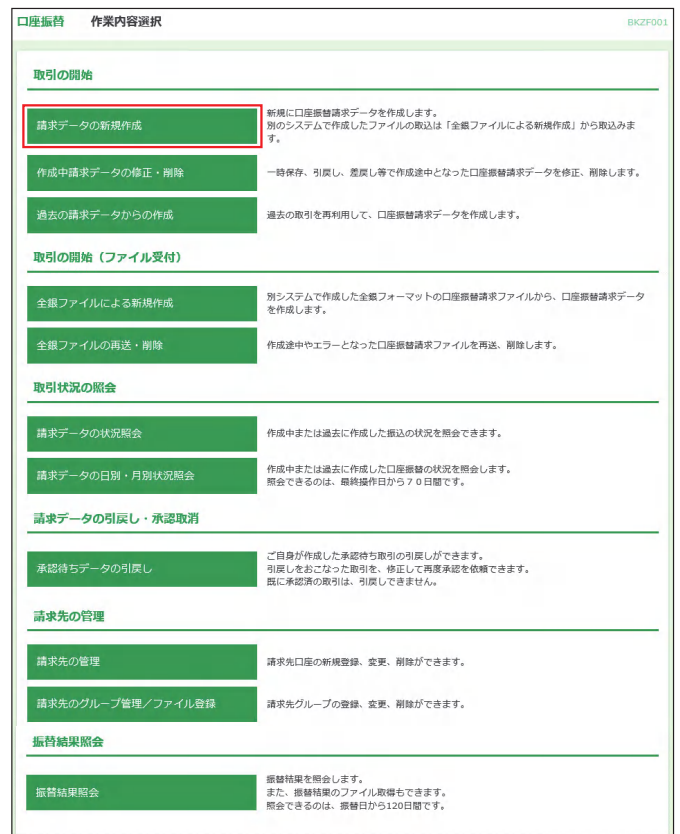 口座振替 作業内容選択 BKZF001
取引の開始
請求データの新規作成
新規に口座振替請求データを作成します。
別のシステムで作成したファイルの取込は「全銀ファイルによる新規作成」から取込みま
す。
作成中請求データの修正・削除
一時保存、引戻し、差戻し等で作成途中となった口座振替請求データを修正、削除します。
過去の請求データからの作成
過去の取引を再利用して、口座振替請求データを作成します。
取引の開始（ファイル受付）
全銀ファイルによる新規作成
別システムで作成した全銀フォーマットの口座振替請求ファイルから、口座振替請求データ
を作成します。
全銀ファイルの再送・削除
作成途中やエラーとなった口座振替請求ファイルを再送、削除します。
取引状況の照会
請求データの状況照会
作成中または過去に作成した振込の状況を照会できます。
請求データの日別・月別状況照会
作成中または過去に作成した口座振替の状況を照会します。
照会できるのは、最終操作日から７０日間です。
請求データの引戻し・承認取消
承認待ちデータの引戻し
ご自身が作成した承認待ち取引の引戻しができます。
引戻しをおこなった取引を、修正して再度承認を依頼できます。
既に承認済の取引は、引戻しできません。
請求先の管理
請求先の管理
請求先口座の新規登録、変更、削除ができます。
請求先のグループ管理／ファイル登録
請求先グループの登録、変更、削除ができます。
振替結果照会
振替結果照会
振替結果を照会します。
また、振替結果のファイル取得もできます。
照会できるのは、振替日から120日間です。